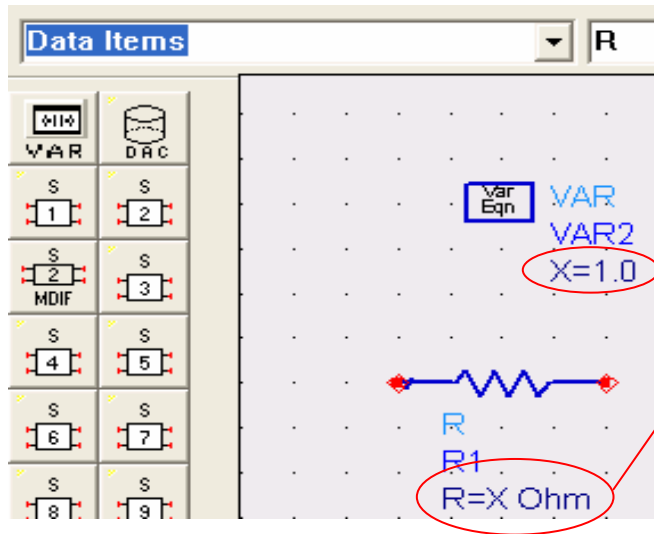 Data Items R
VAR DAC
S S
1 2
S S
2 3
MDIF
S S
4 5
S S
6 7
S S
8 9
Var
Eqn
VAR
VAR2
X=1.0
R
R1
R=X Ohm